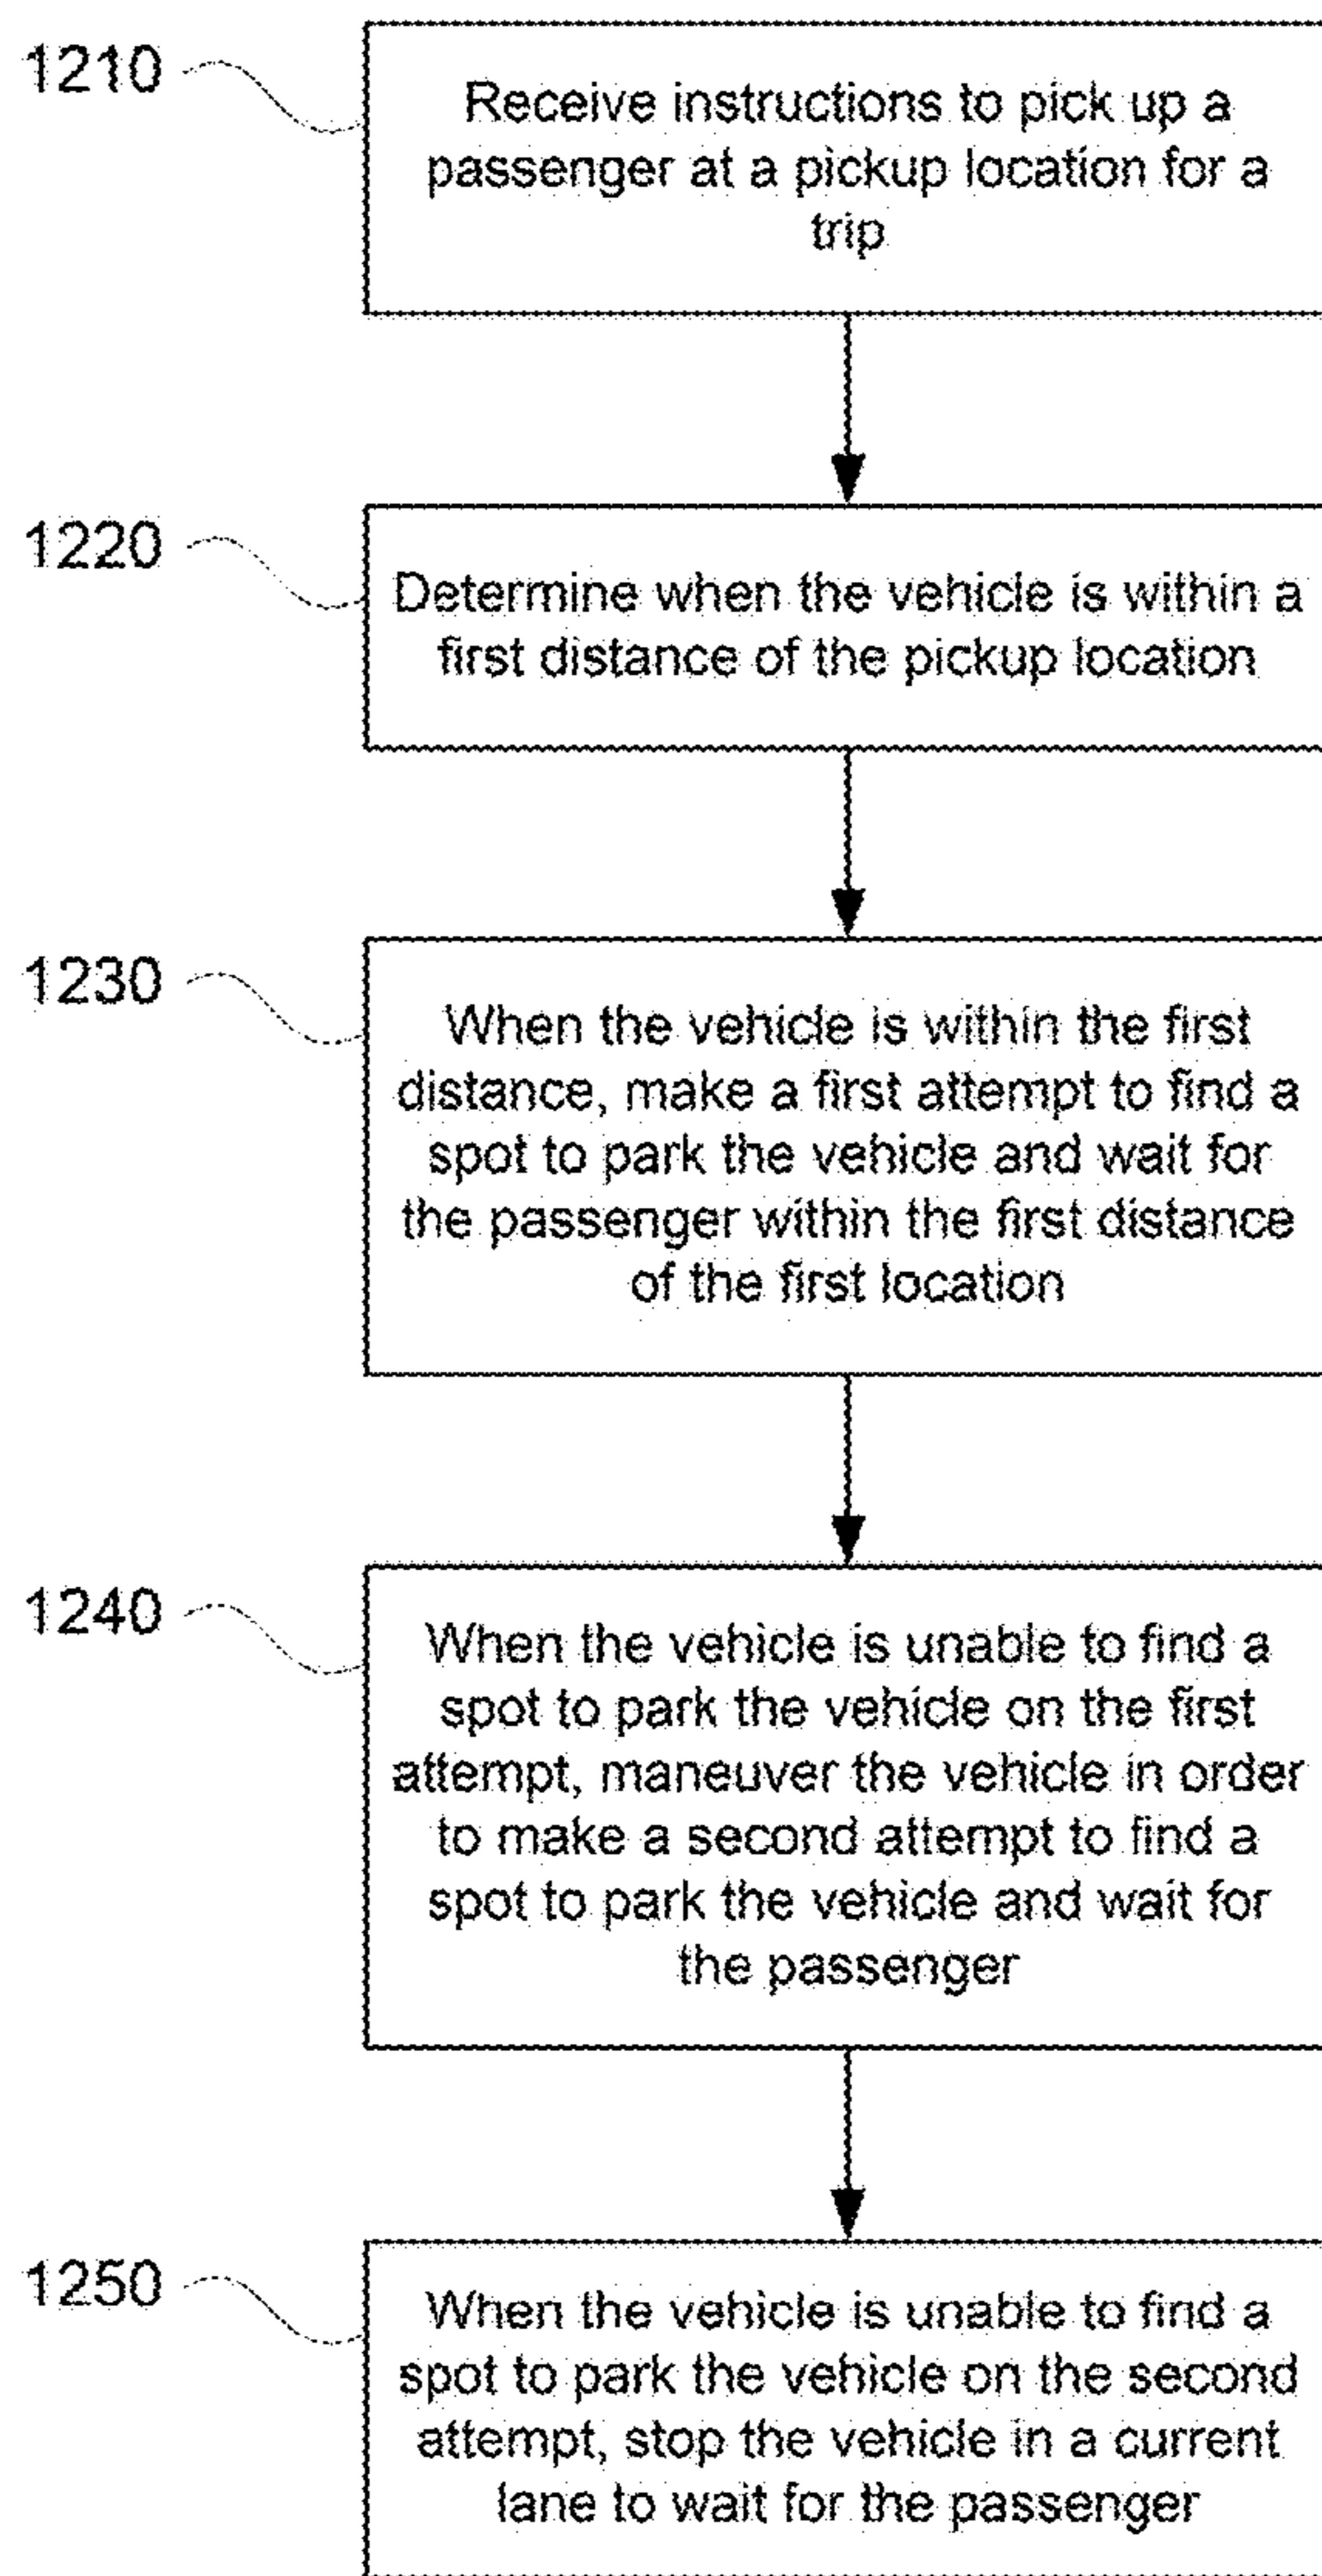 1210
Receive instructions to pick up a
passenger at a pickup location for a
trip
1220
Determine when the vehicle is within a
first distance of the pickup location
1230
When the vehicle is within the first
distance, make a first attempt to find a
spot to park the vehicle and wait for
the passenger within the first distance
of the first location
1240
When the vehicle is unable to find a
spot to park the vehicle on the first
attempt, maneuver the vehicle in order
to make a second attempt to find a
spot to park the vehicle and wait for
the passenger
1250
When the vehicle is unable to find a
spot to park the vehicle on the second
attempt, stop the vehicle in a current
lane to wait for the passenger